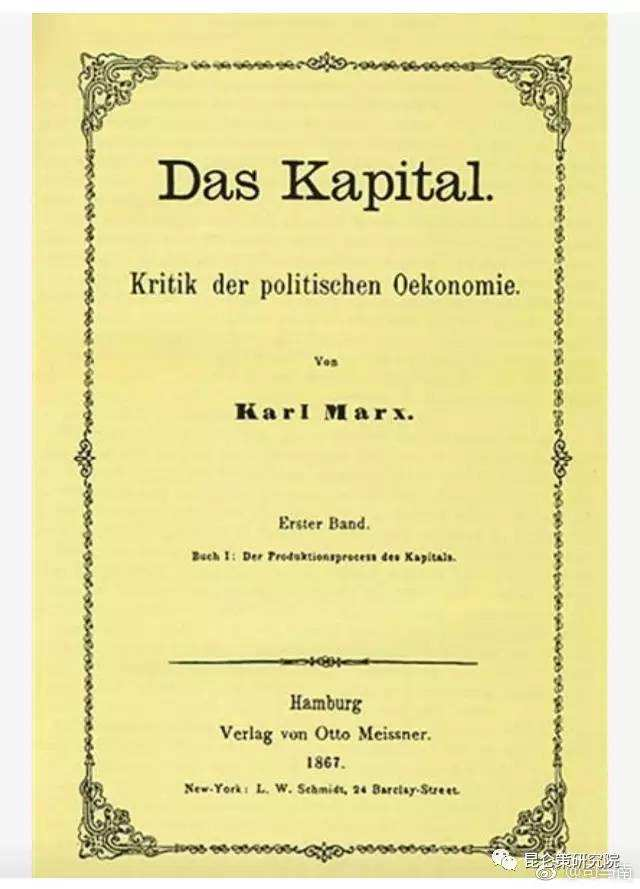 Das Kapital.
Kritik der politischen Oekonomie.
Von
Karl Marx.
Erster Band.
Buch I: Der Produktionsprocess des Kapitals.
Hamburg
Verlag von Otto Meissner.
1867.
New-York: L. W. Schmidt, 24 Barclay-Street.
昆仑策研究院